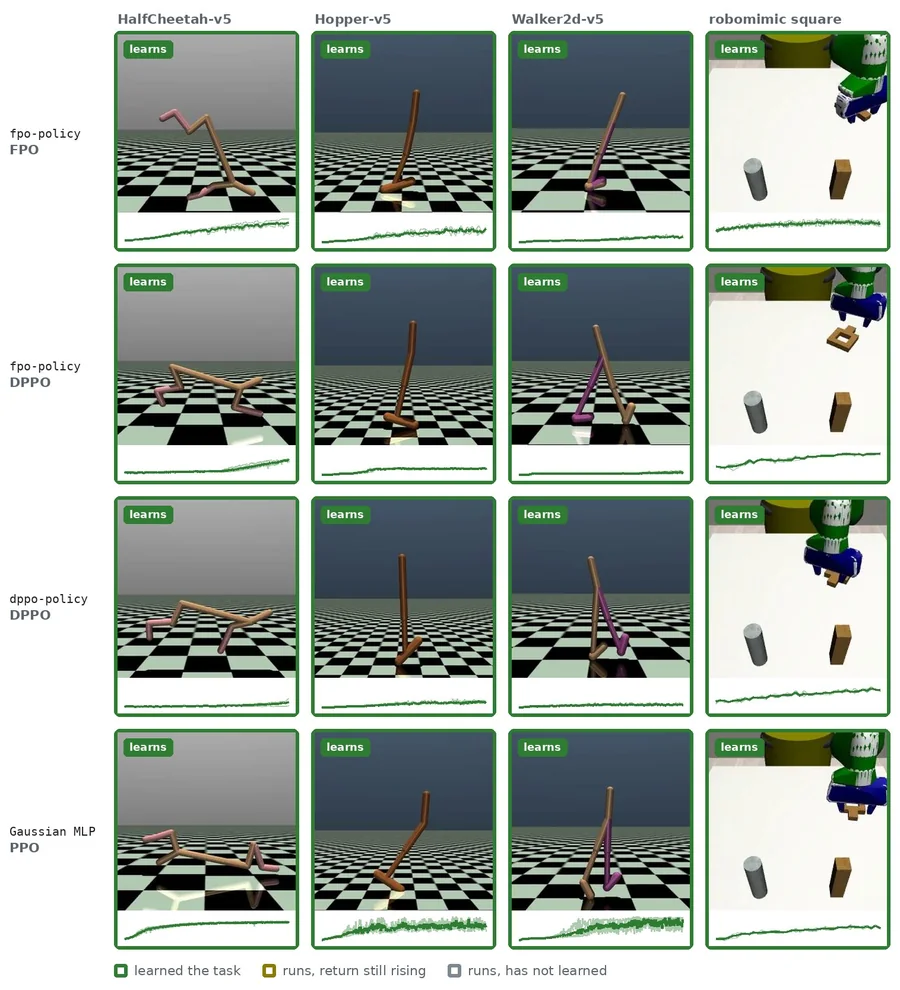 HalfCheetah-v5 Hopper-v5 Walker2d-v5 robomimic square
learns learns learns learns
fpo-policy
FPO
learns learns learns learns
fpo-policy
DPPO
learns learns learns learns
dppo-policy
DPPO
learns learns learns learns
Gaussian MLP
PPO
learned the task runs, return still rising runs, has not learned